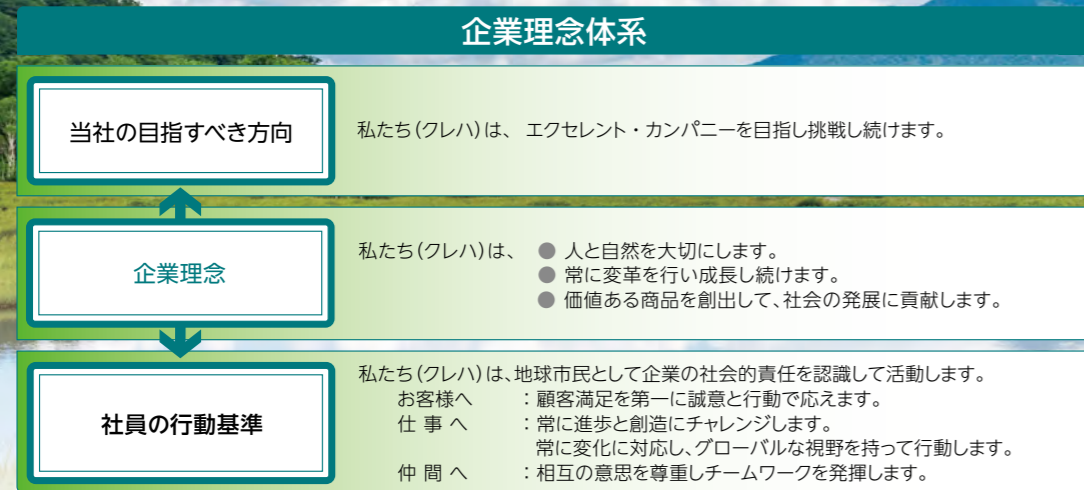 企業理念体系
当社の目指すべき方向
私たち(クレハ)は、 エクセレント・カンパニーを目指し挑戦し続けます。
企業理念
私たち(クレハ)は、 ● 人と自然を大切にします。
● 常に変革を行い成長し続けます。
● 価値ある商品を創出して、社会の発展に貢献します。
社員の行動基準
私たち(クレハ)は、地球市民として企業の社会的責任を認識して活動します。
お客様へ :顧客満足を第一に誠意と行動で応えます。
仕 事 へ :常に進歩と創造にチャレンジします。
常に変化に対応し、グローバルな視野を持って行動します。
仲 間 へ :相互の意思を尊重しチームワークを発揮します。